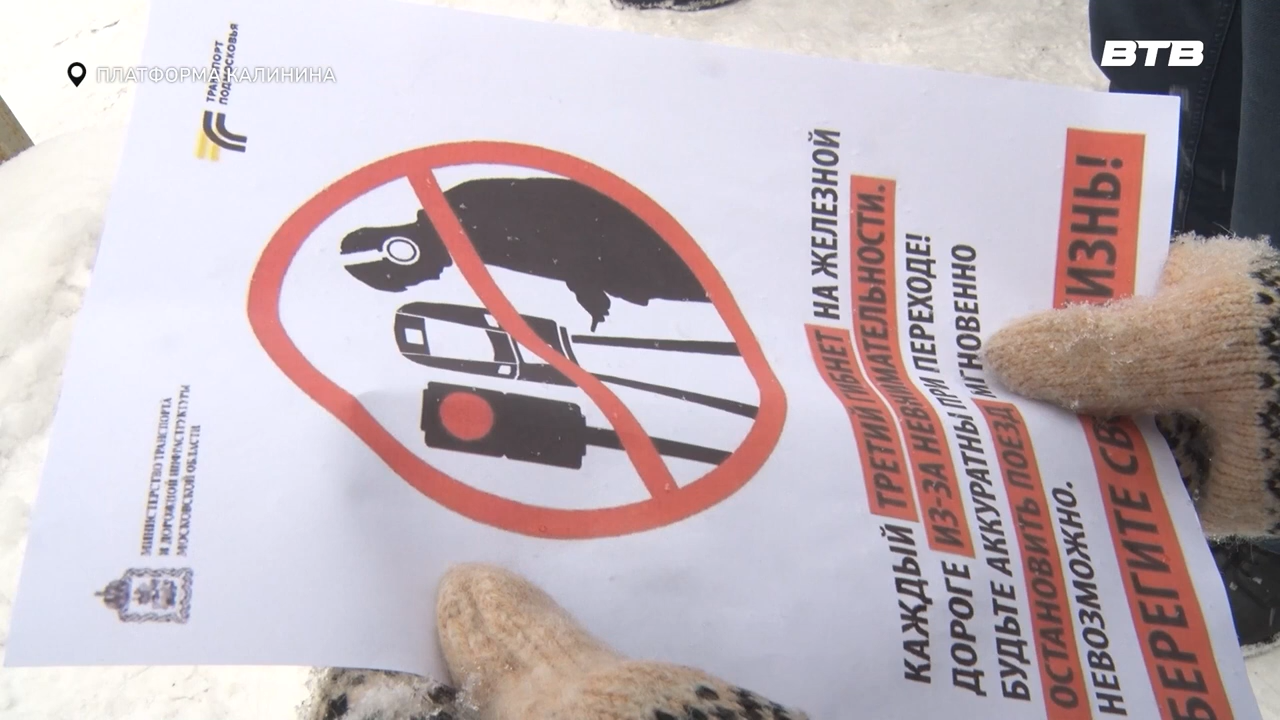 ПЛАТФОРМА КАЛИНИНА
ВТВ
МИНИСТЕРСТВО ТРАНСПОРТА
И ДОРОЖНОЙ ИНФРАСТРУКТУРЫ
МОСКОВСКОЙ ОБЛАСТИ
ТРАНСПОРТ
ПОДМОСКОВЬЯ
КАЖДЫЙ ТРЕТИЙ ГИБНЕТ НА ЖЕЛЕЗНОЙ
ДОРОГЕ ИЗ-ЗА НЕВНИМАТЕЛЬНОСТИ.
БУДЬТЕ АККУРАТНЫ ПРИ ПЕРЕХОДЕ!
ОСТАНОВИТЬ ПОЕЗД МГНОВЕННО
НЕВОЗМОЖНО.
БЕРЕГИТЕ СВ ИЗНЬ!